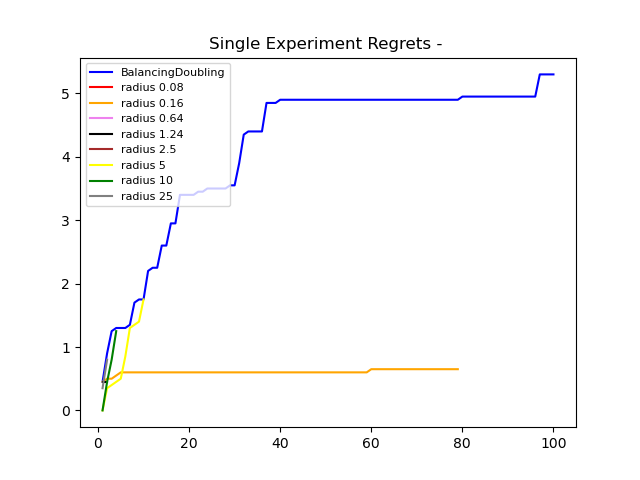 Single Experiment Regrets -
BalancingDoubling
radius 0.08
radius 0.16
radius 0.64
radius 1.24
radius 2.5
radius 5
radius 10
radius 25
5
4
3
2
1
0
0 20 40 60 80 100